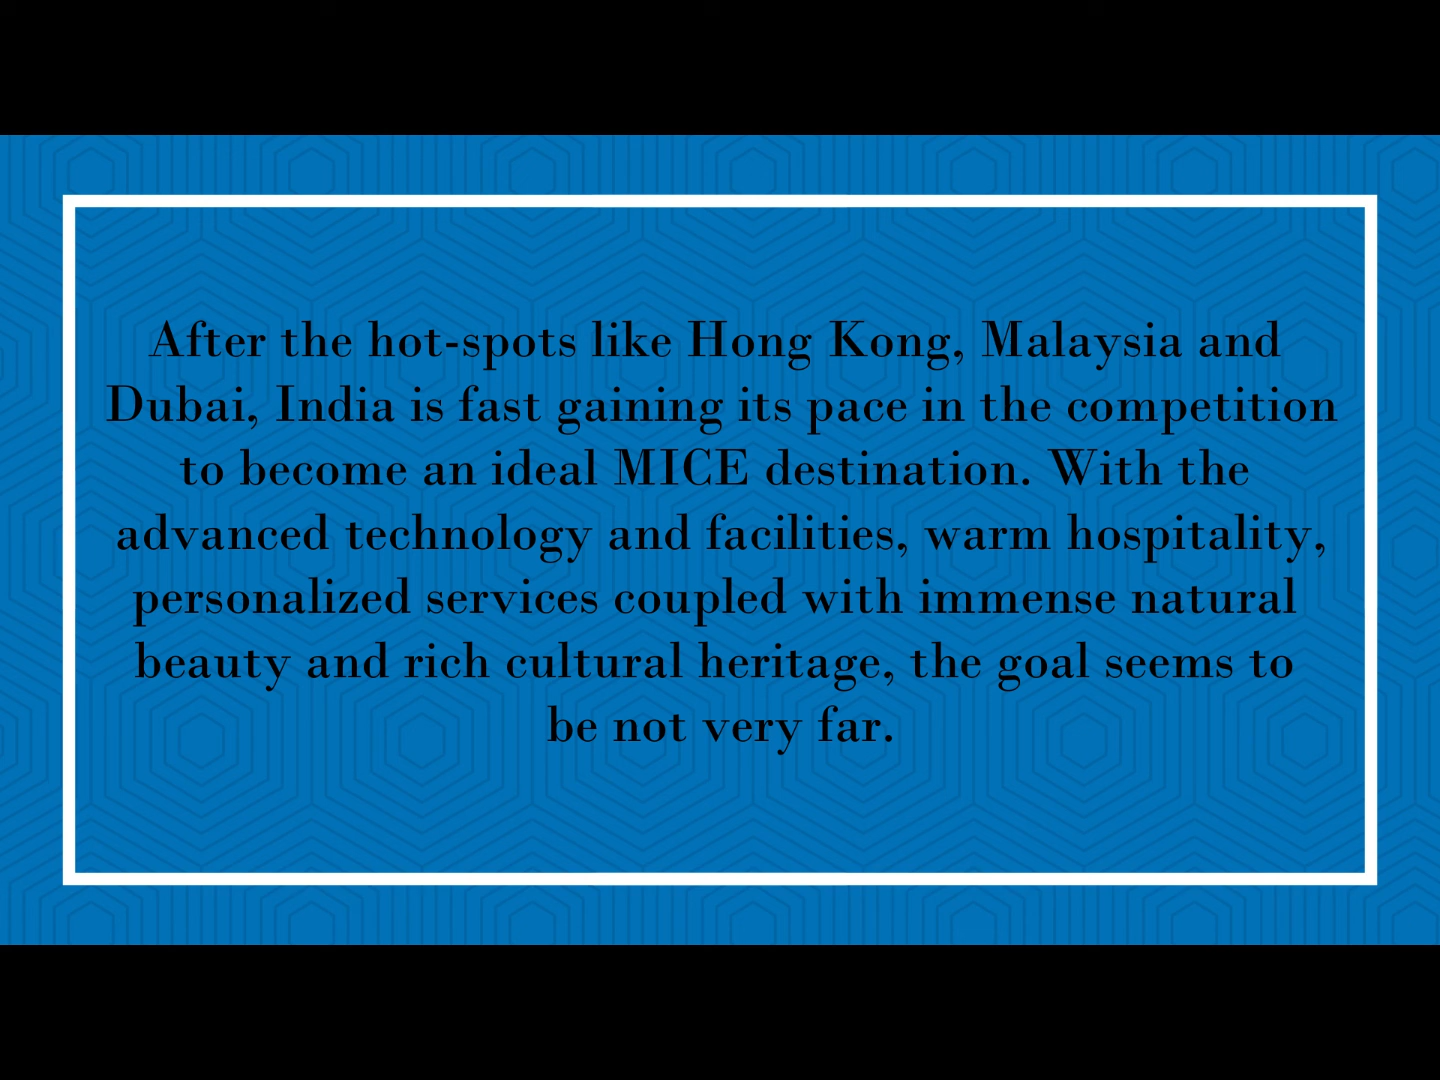 After the hot-spots like Hong Kong, Malaysia and
Dubai, India is fast gaining its pace in the competition
to become an ideal MICE destination. With the
advanced technology and facilities, warm hospitality,
personalized services coupled with immense natural
beauty and rich cultural heritage, the goal seems to
be not very far.